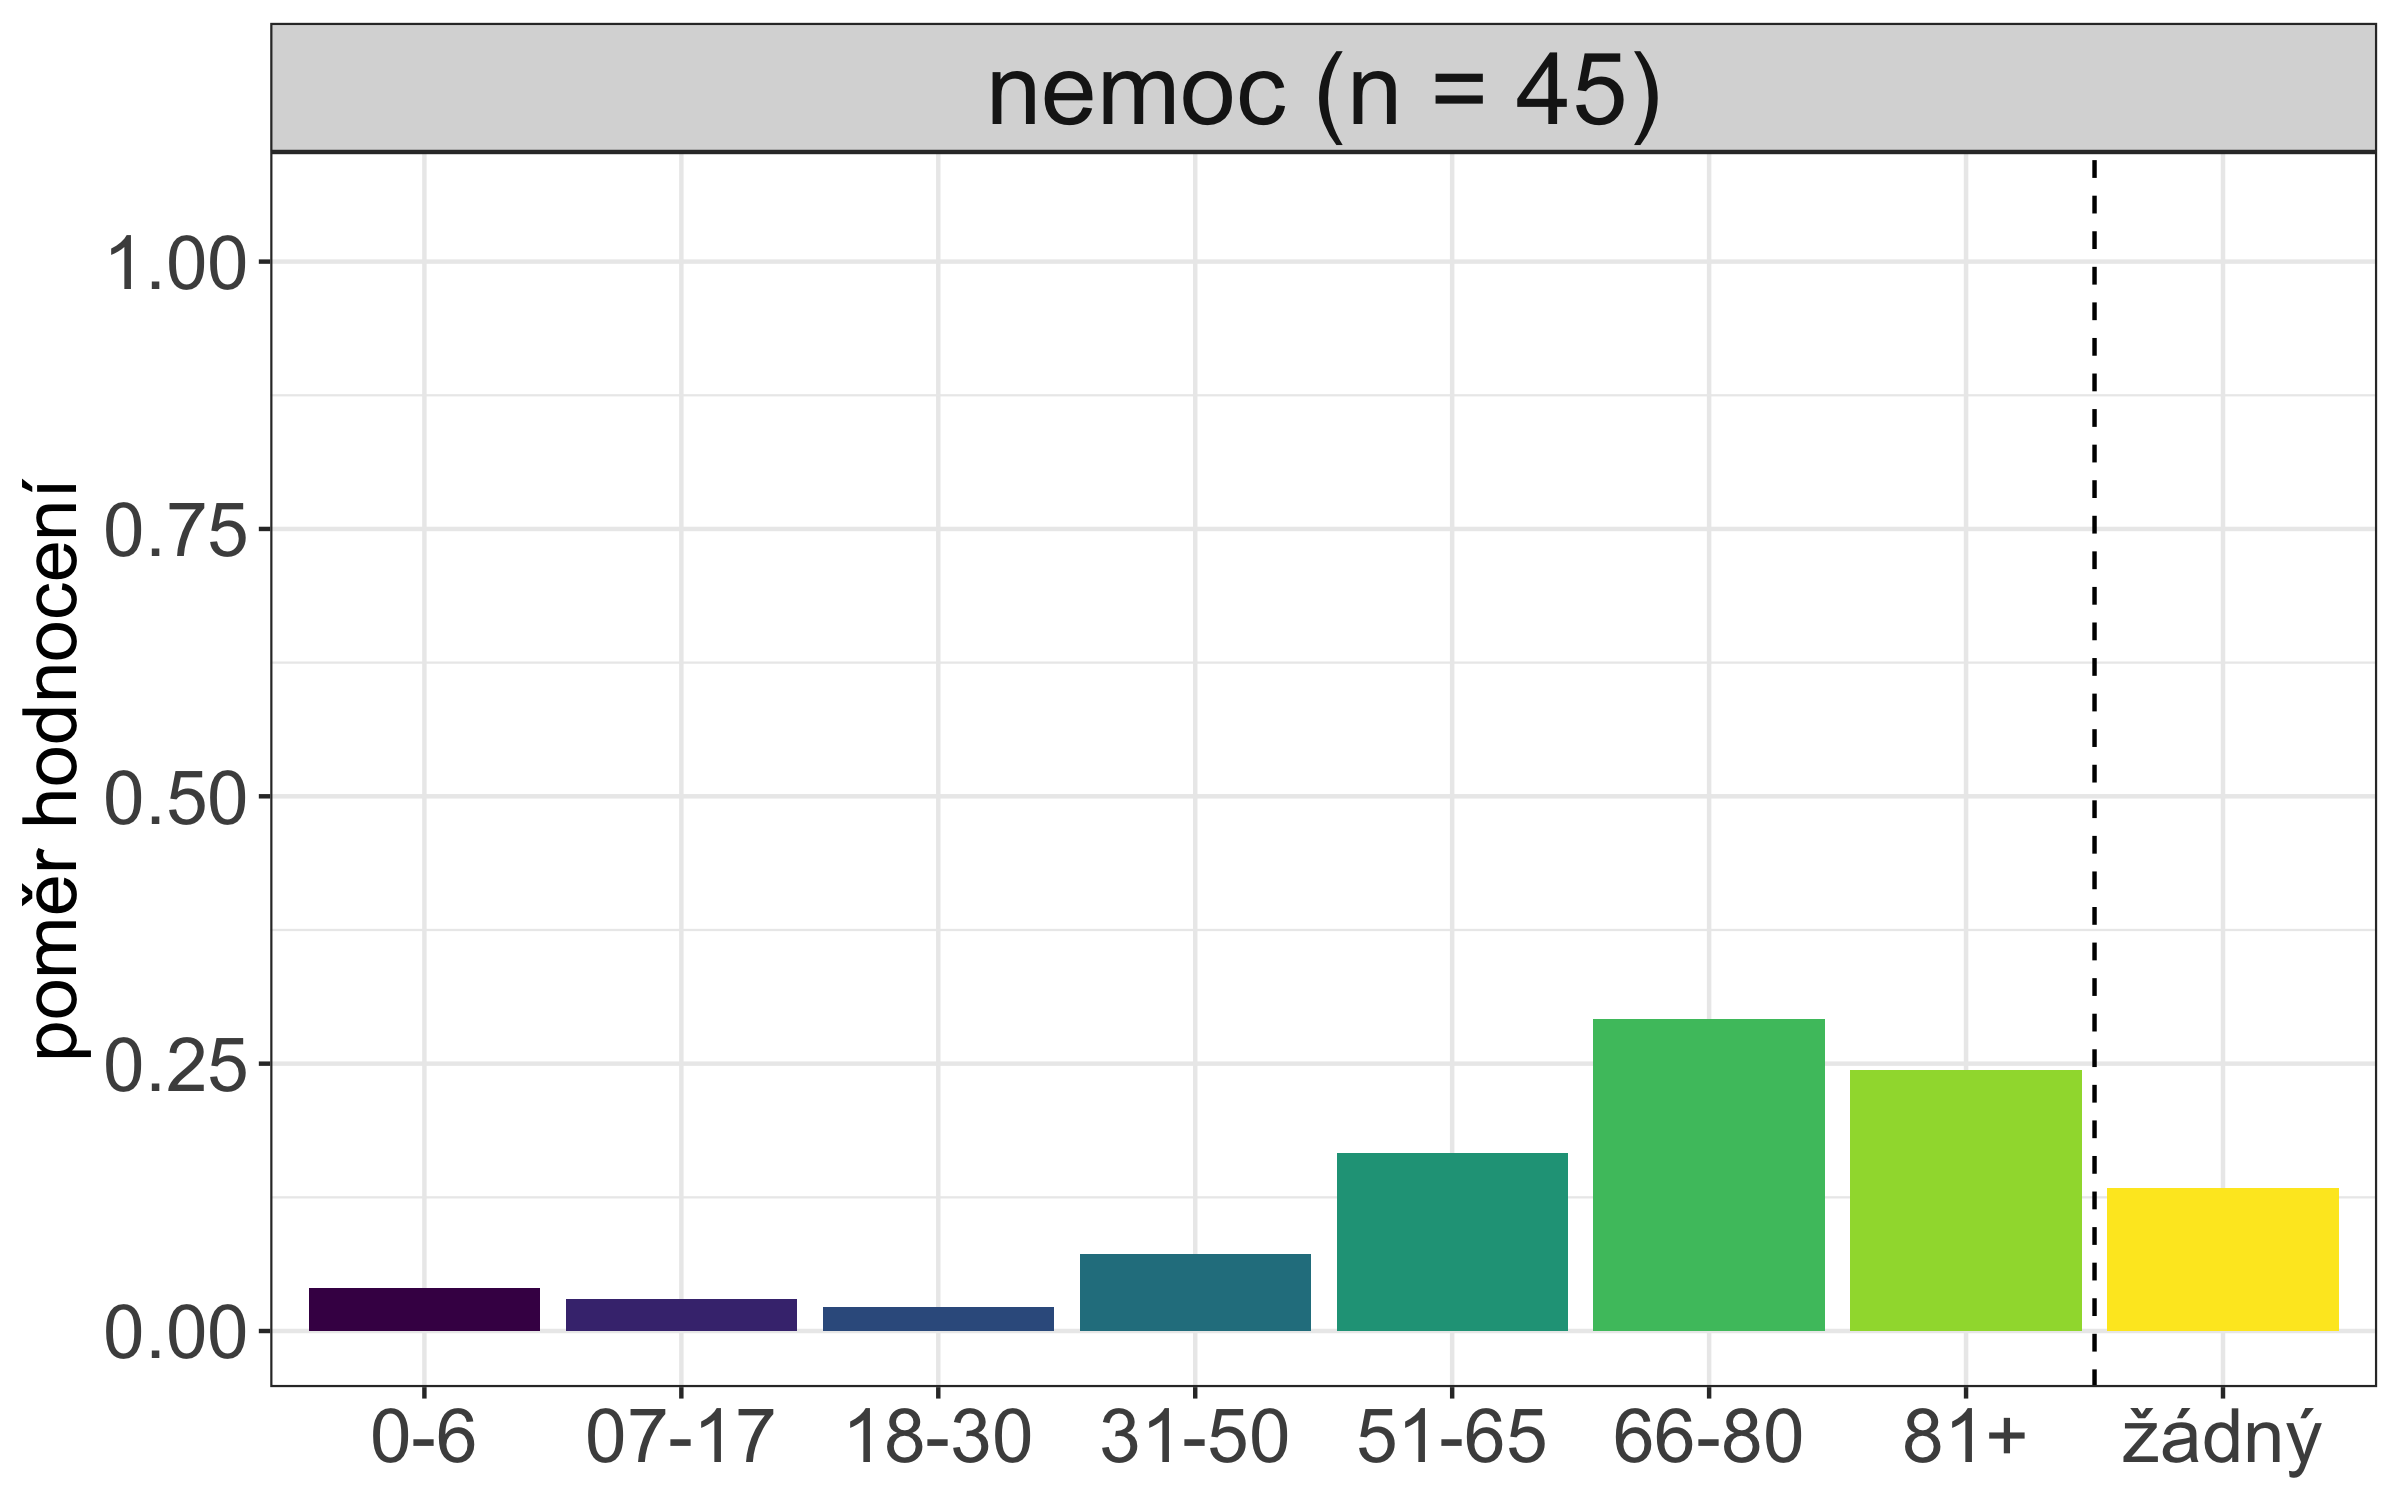 nemoc (n = 45)
poměr hodnocení
1.00
0.75
0.50
0.25
0.00
0-6 07-17 18-30 31-50 51-65 66-80 81+ žádný